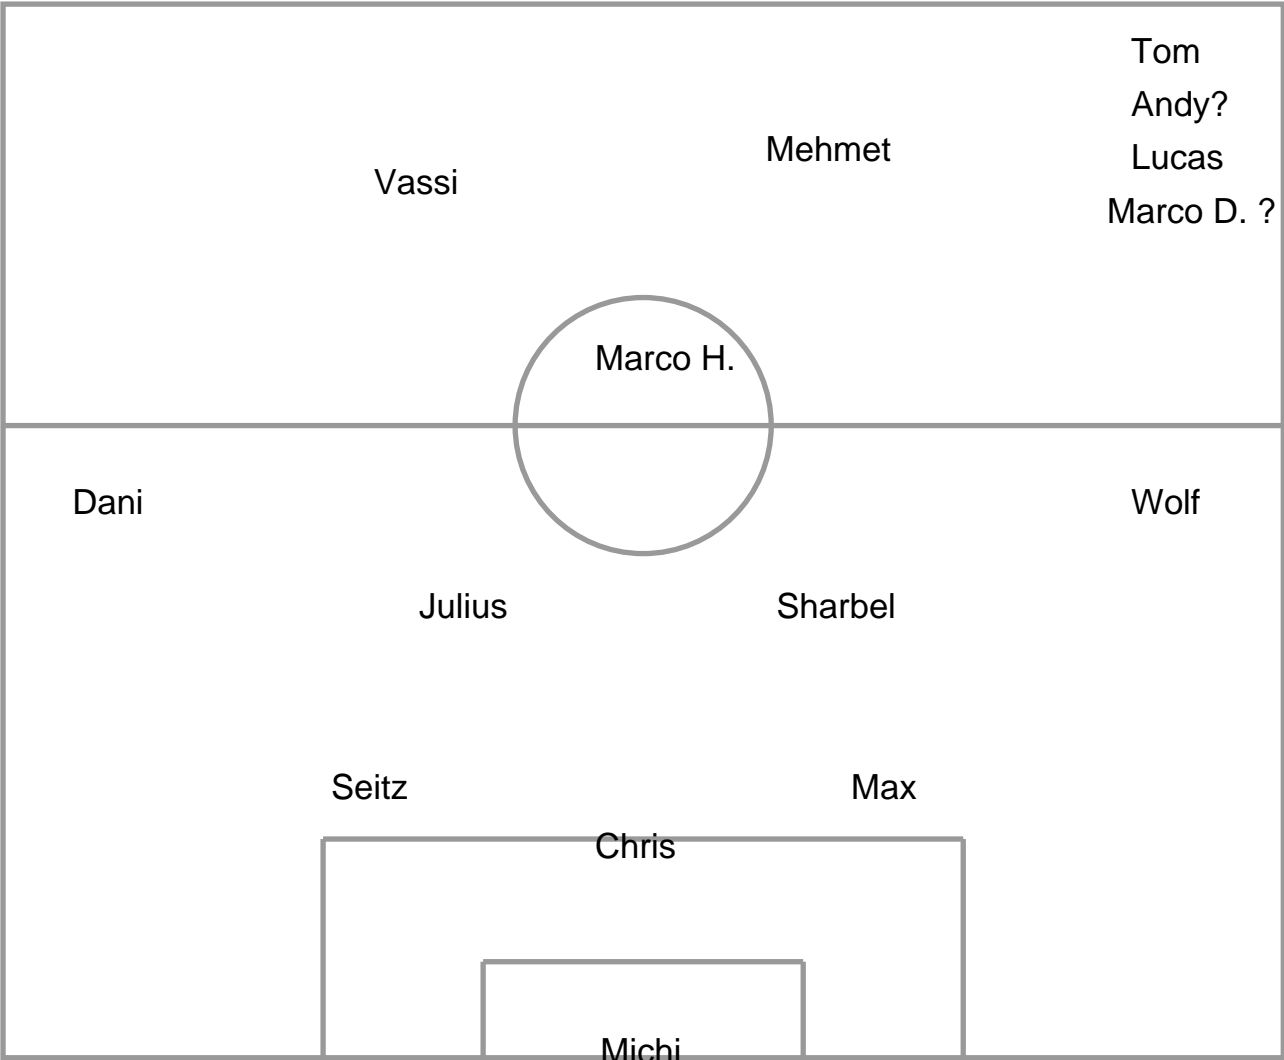 Tom
Andy?
Mehmet
Lucas
Vassi
Marco D. ?
Marco H.
Dani
Wolf
Julius
Sharbel
Seitz
Max
Chris
Michi